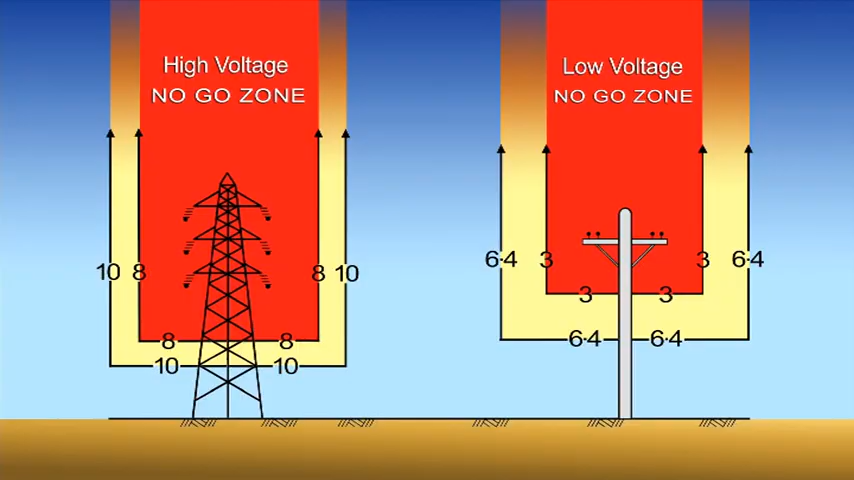 High Voltage
NO GO ZONE
Low Voltage
NO GO ZONE
6·4 3 3 6·4
10 8 8 10
3 3
6·4 6·4
8 8
10 10